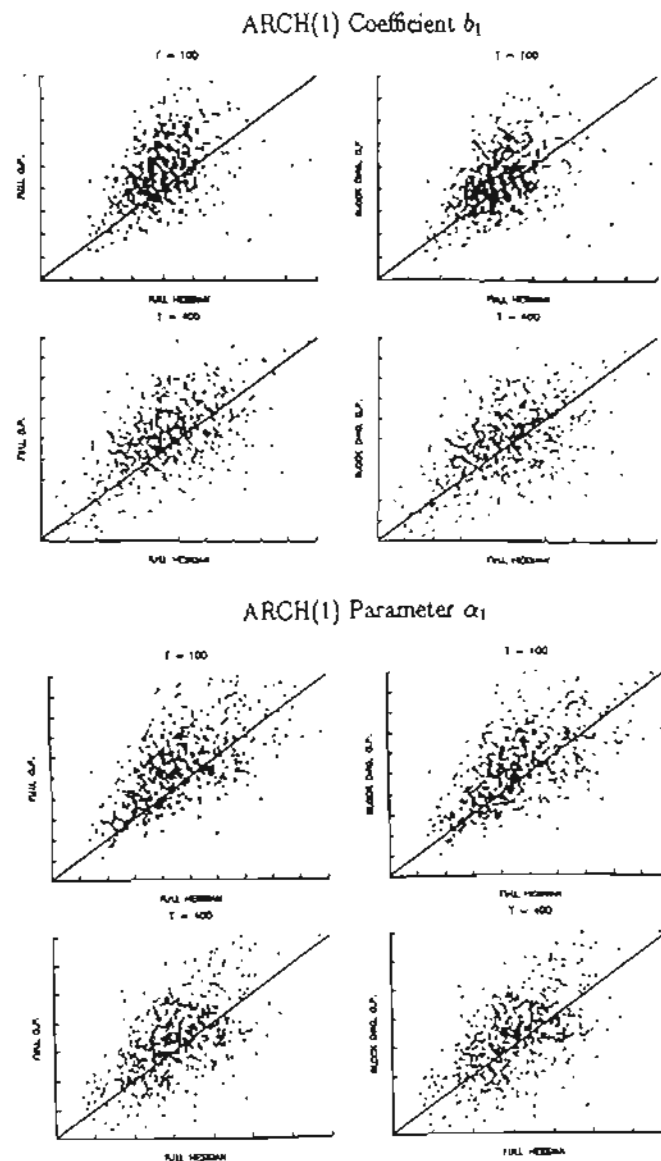 ARCH(1) Coefficient b₁
T = 100
T = 100
FULL O.P.
BLOCK DIAG. O.P.
FULL HESSIAN
FULL HESSIAN
T = 400
T = 400
FULL O.P.
BLOCK DIAG. O.P.
FULL HESSIAN
FULL HESSIAN
ARCH(1) Parameter α₁
T = 100
T = 100
FULL O.P.
BLOCK DIAG. O.P.
FULL HESSIAN
FULL HESSIAN
T = 400
T = 400
FULL O.P.
BLOCK DIAG. O.P.
FULL HESSIAN
FULL HESSIAN